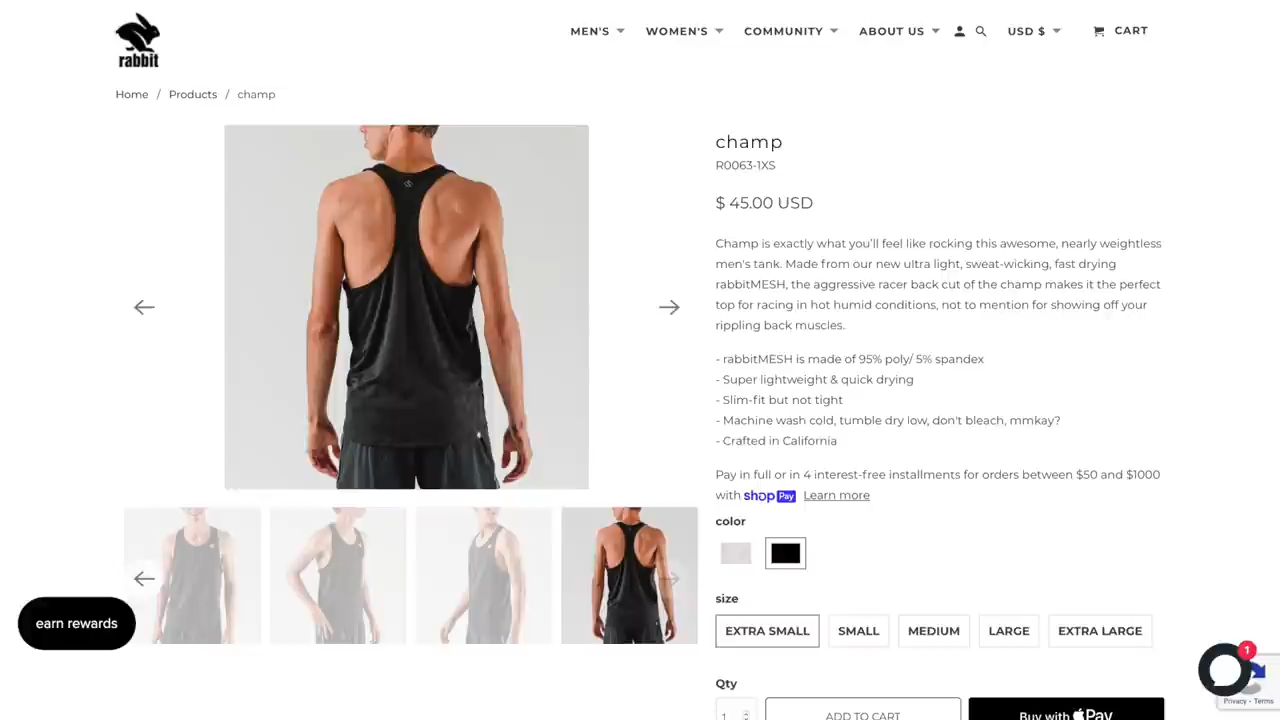 rabbit
MEN'S
WOMEN'S
COMMUNITY
ABOUT US
USD $
CART
Home / Products / champ
champ
R0063-1XS
$ 45.00 USD
Champ is exactly what you'll feel like rocking this awesome, nearly weightless
men's tank. Made from our new ultra light, sweat-wicking, fast drying
rabbitMESH, the aggressive racer back cut of the champ makes it the perfect
top for racing in hot humid conditions, not to mention for showing off your
rippling back muscles.
- rabbitMESH is made of 95% poly/ 5% spandex
- Super lightweight & quick drying
- Slim-fit but not tight
- Machine wash cold, tumble dry low, don't bleach, mmkay?
- Crafted in California
Pay in full or in 4 interest-free installments for orders between $50 and $1000
with shop Pay Learn more
color
size
EXTRA SMALL
SMALL
MEDIUM
LARGE
EXTRA LARGE
earn rewards
1
Privacy - Terms
Qty
1
ADD TO CART
Buy with Pay